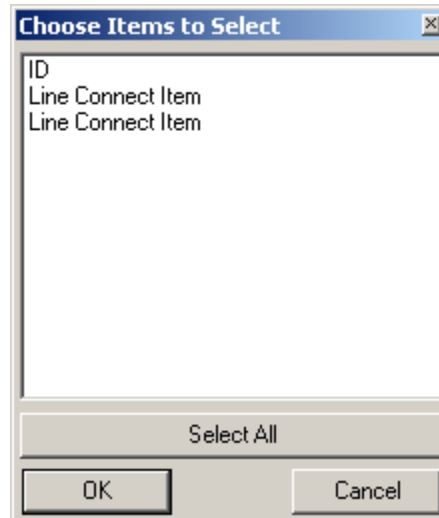 Choose Items to Select
ID
Line Connect Item
Line Connect Item
Select All
OK
Cancel